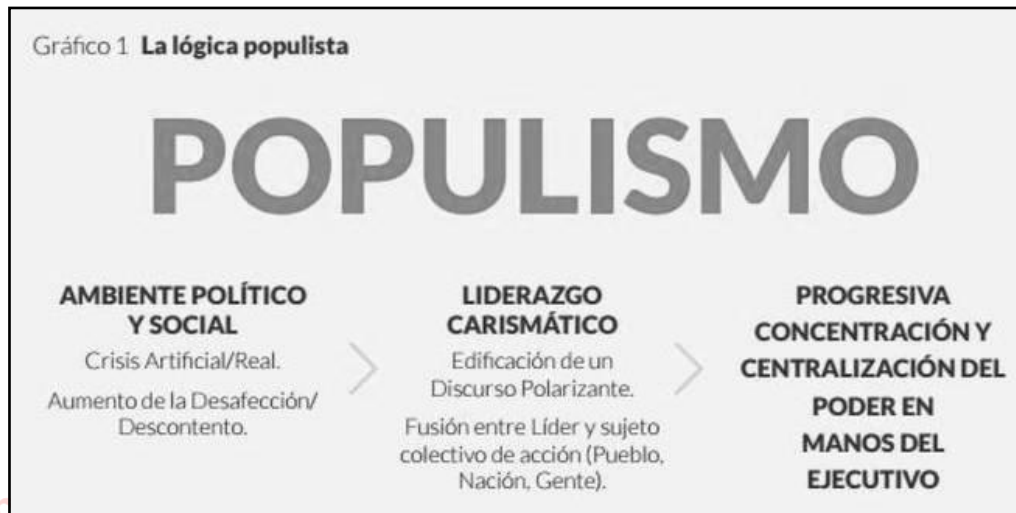 Gráfico 1 La lógica populista
POPULISMO
AMBIENTE POLÍTICO
Y SOCIAL
Crisis Artificial/Real.
Aumento de la Desafección/
Descontento.
LIDERAZGO
CARISMÁTICO
Edificación de un
Discurso Polarizante.
Fusión entre Líder y sujeto
colectivo de acción (Pueblo,
Nación, Gente).
PROGRESIVA
CONCENTRACIÓN Y
CENTRALIZACIÓN DEL
PODER EN
MANOS DEL
EJECUTIVO